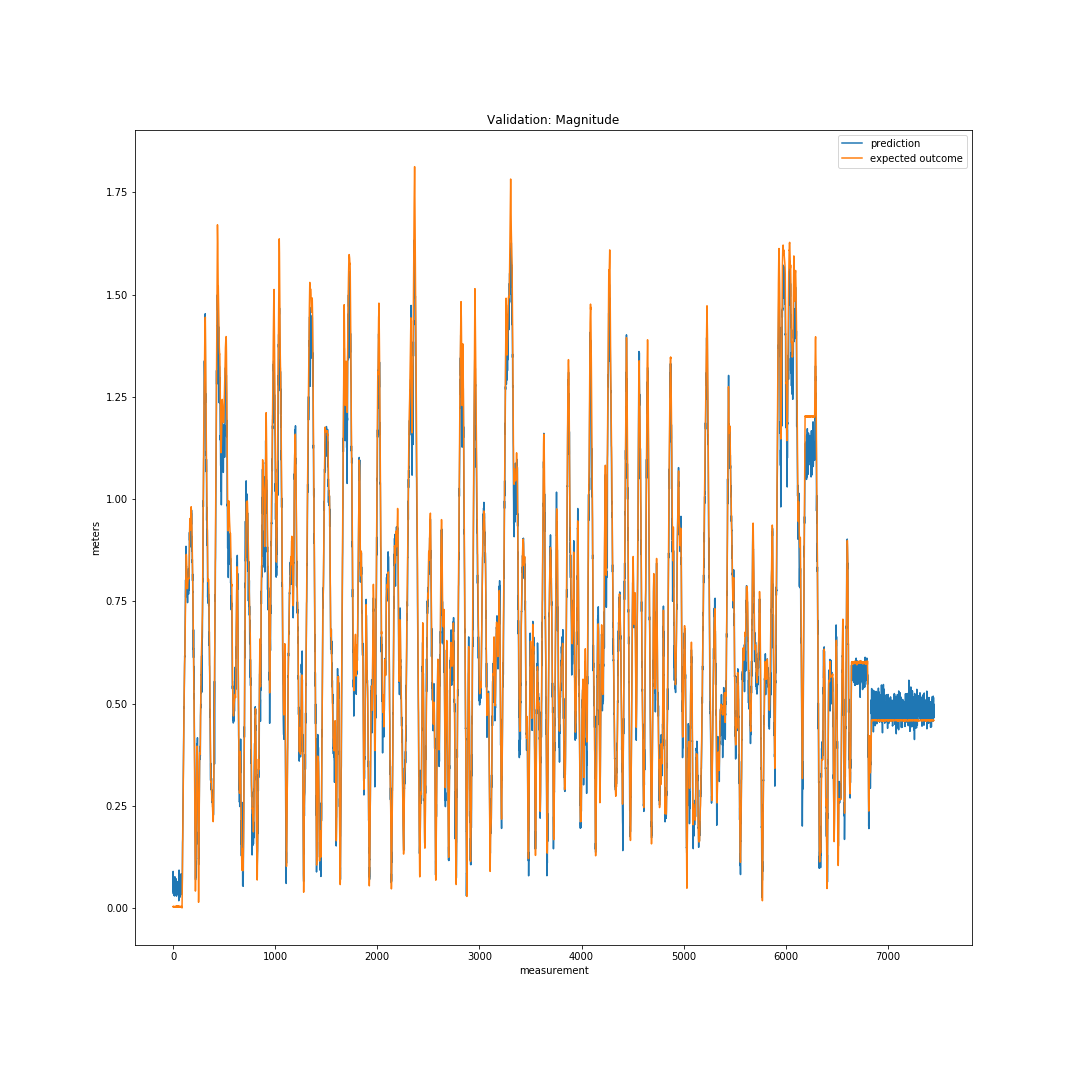 Validation: Magnitude
prediction
expected outcome
1.75
1.50
1.25
1.00
0.75
0.50
0.25
0.00
meters
0 1000 2000 3000 4000 5000 6000 7000
measurement